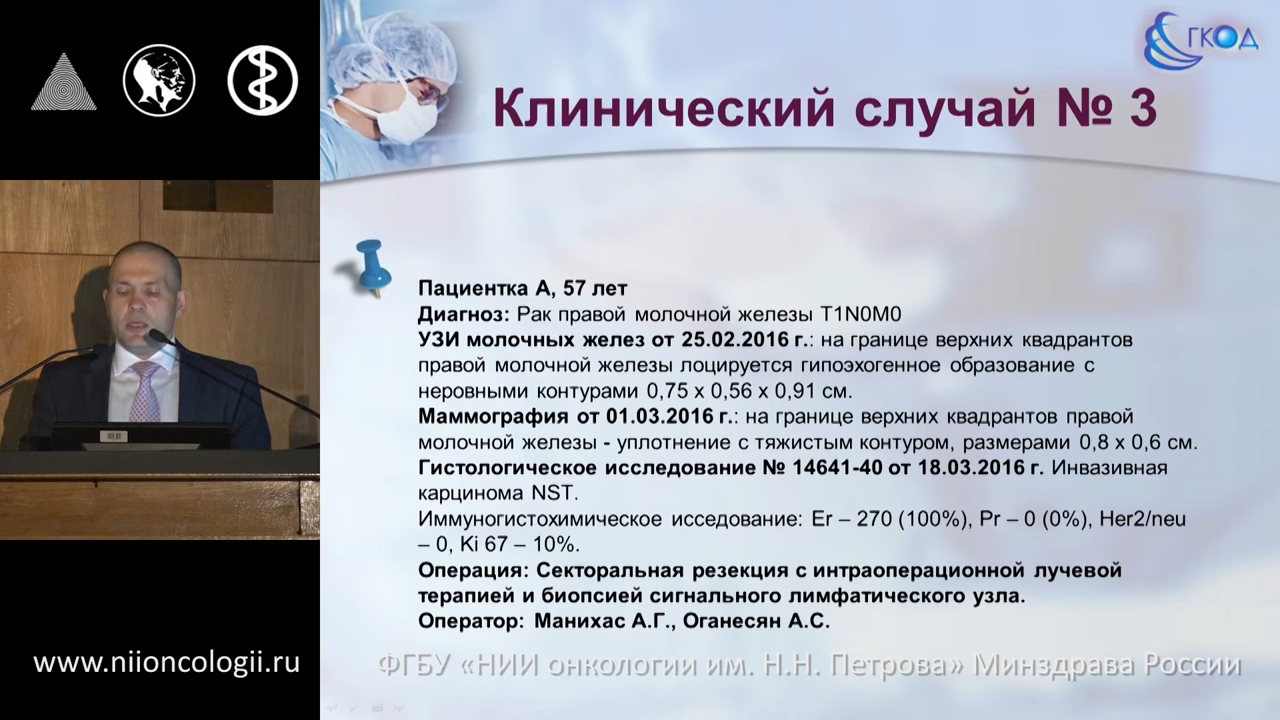 ГКОД
Клинический случай № 3
Пациентка А, 57 лет
Диагноз: Рак правой молочной железы T1N0M0
УЗИ молочных желез от 25.02.2016 г.: на границе верхних квадрантов
правой молочной железы лоцируется гипоэхогенное образование с
неровными контурами 0,75 х 0,56 х 0,91 см.
Маммография от 01.03.2016 г.: на границе верхних квадрантов правой
молочной железы - уплотнение с тяжистым контуром, размерами 0,8 х 0,6 см.
Гистологическое исследование № 14641-40 от 18.03.2016 г. Инвазивная
карцинома NST.
Иммуногистохимическое исседование: Er – 270 (100%), Pr – 0 (0%), Her2/neu
– 0, Ki 67 – 10%.
Операция: Секторальная резекция с интраоперационной лучевой
терапией и биопсией сигнального лимфатического узла.
Оператор: Манихас А.Г., Оганесян А.С.
www.niioncologii.ru
ФГБУ «НИИ онкологии им. Н.Н. Петрова» Минздрава России